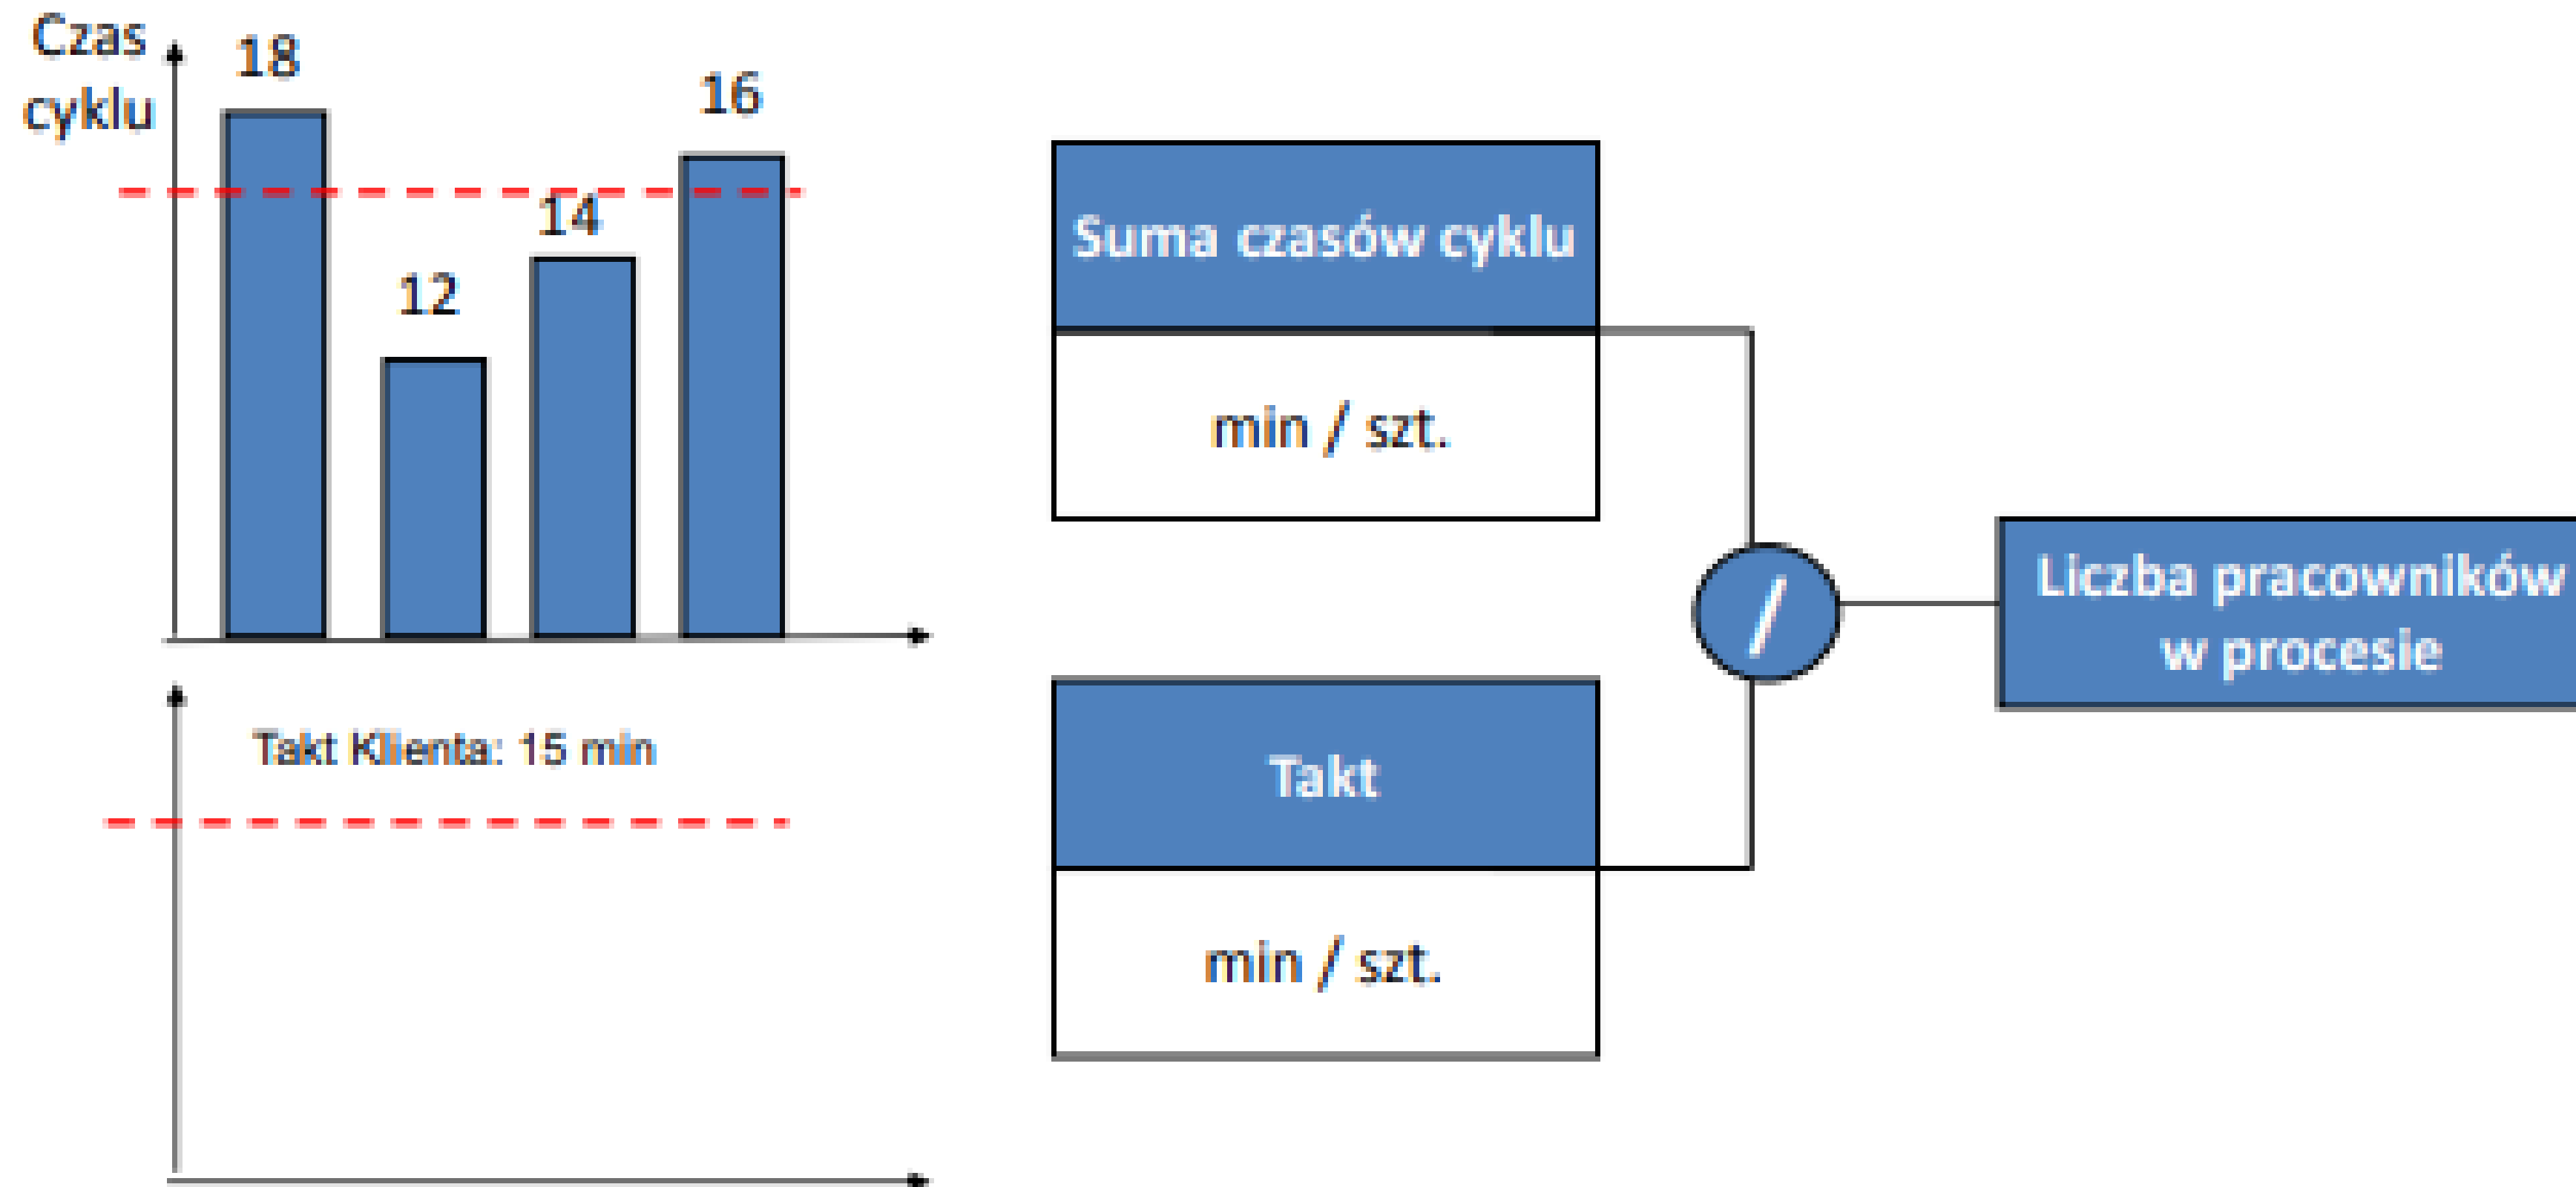 Czas
cyklu
18
12
14
16
Takt Klienta: 15 min
Suma czasów cyklu
min / szt.
Takt
min / szt.
/
Liczba pracowników
w procesie